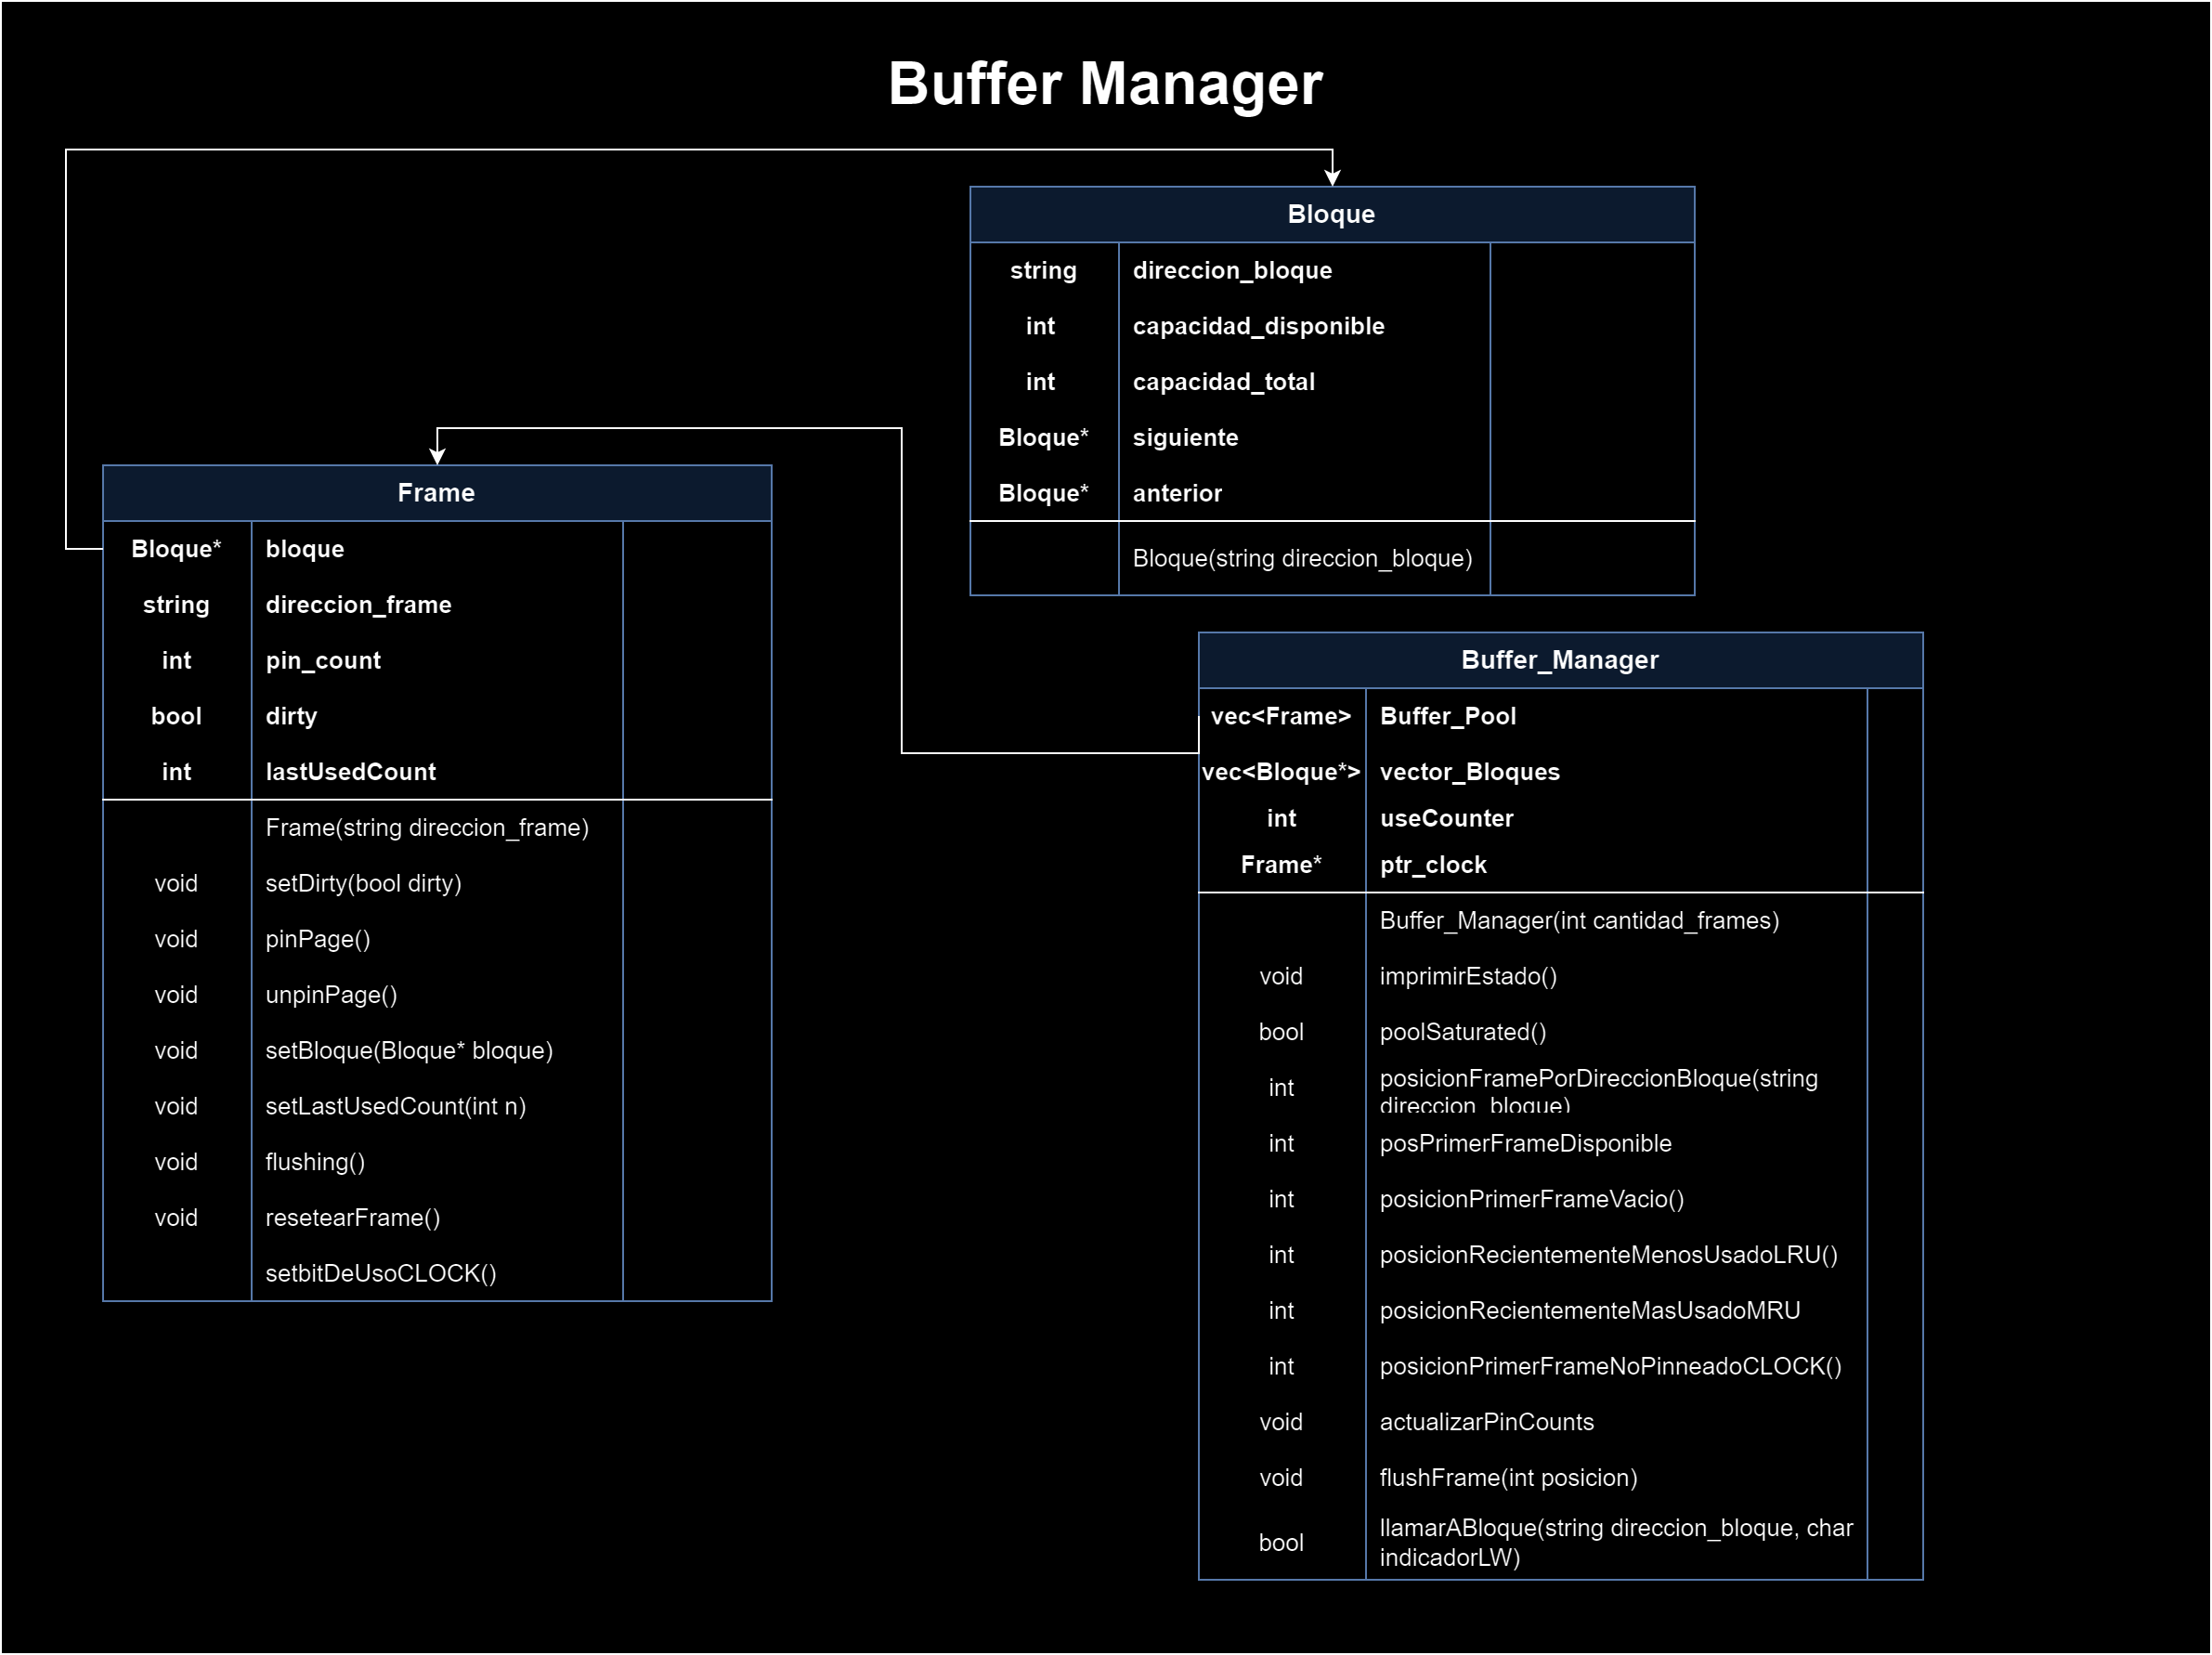 Buffer Manager
Bloque
string direccion_bloque
int capacidad_disponible
int capacidad_total
Bloque* siguiente
Bloque* anterior
Bloque(string direccion_bloque)
Frame
Bloque* bloque
string direccion_frame
int pin_count
bool dirty
int lastUsedCount
Frame(string direccion_frame)
void setDirty(bool dirty)
void pinPage()
void unpinPage()
void setBloque(Bloque* bloque)
void setLastUsedCount(int n)
void flushing()
void resetearFrame()
setbitDeUsoCLOCK()
Buffer_Manager
vec<Frame> Buffer_Pool
vec<Bloque*> vector_Bloques
int useCounter
Frame* ptr_clock
Buffer_Manager(int cantidad_frames)
void imprimirEstado()
bool poolSaturated()
int posicionFramePorDireccionBloque(string
direccion_bloque)
int posPrimerFrameDisponible
int posicionPrimerFrameVacio()
int posicionRecientementeMenosUsadoLRU()
int posicionRecientementeMasUsadoMRU
int posicionPrimerFrameNoPinneadoCLOCK()
void actualizarPinCounts
void flushFrame(int posicion)
bool llamarABloque(string direccion_bloque, char
indicadorLW)